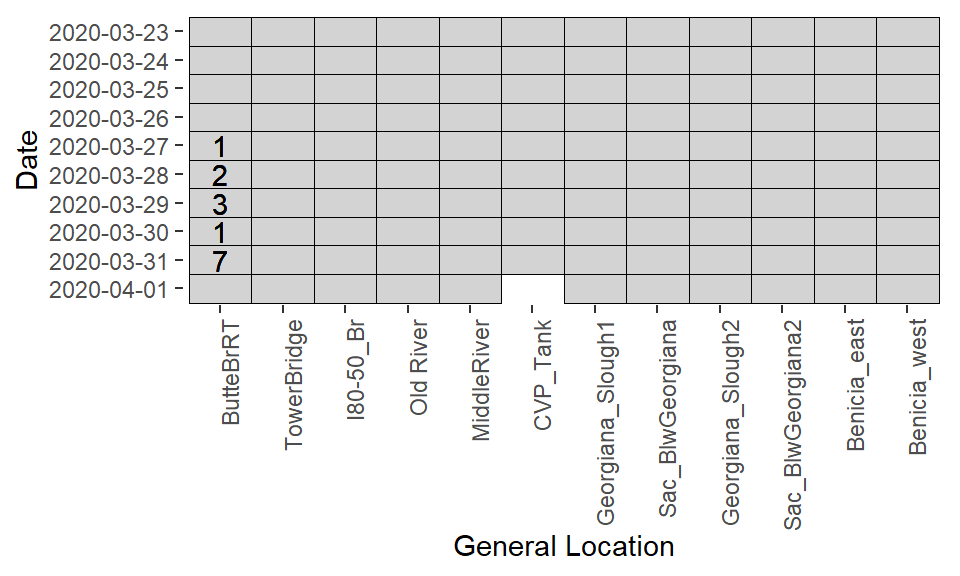 2020-03-23
2020-03-24
2020-03-25
2020-03-26
2020-03-27 1
2020-03-28 2
2020-03-29 3
2020-03-30 1
2020-03-31 7
2020-04-01
Date
ButteBrRT
TowerBridge
I80-50_Br
Old River
MiddleRiver
CVP_Tank
Georgiana_Slough1
Sac_BlwGeorgiana
Georgiana_Slough2
Sac_BlwGeorgiana2
Benicia_east
Benicia_west
General Location